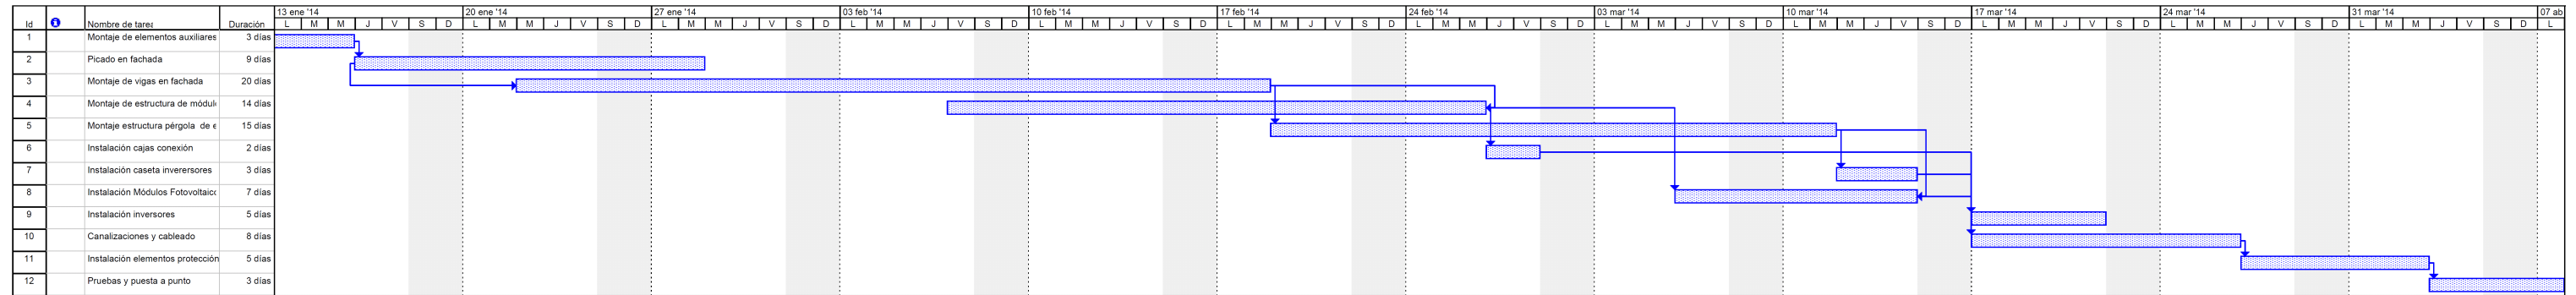 13 ene '14 20 ene '14 27 ene '14 03 feb '14 10 feb '14 17 feb '14 24 feb '14 03 mar '14 10 mar '14 17 mar '14 24 mar '14 31 mar '14 07 ab
Id Nombre de tarea Duración L M M J V S D L M M J V S D L M M J V S D L M M J V S D L M M J V S D L M M J V S D L M M J V S D L M M J V S D L M M J V S D L M M J V S D L M M J V S D L M M J V S D L
1 Montaje de elementos auxiliares 3 días
2 Picado en fachada 9 días
3 Montaje de vigas en fachada 20 días
4 Montaje de estructura de módul 14 días
5 Montaje estructura pérgola de e 15 días
6 Instalación cajas conexión 2 días
7 Instalación caseta inverersores 3 días
8 Instalación Módulos Fotovoltaic 7 días
9 Instalación inversores 5 días
10 Canalizaciones y cableado 8 días
11 Instalación elementos protección 5 días
12 Pruebas y puesta a punto 3 días